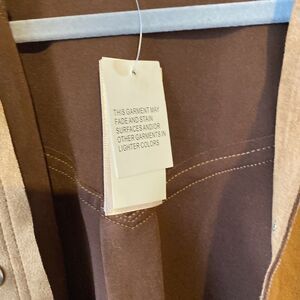 THIS GARMENT MAY
FADE AND STAIN
SURFACES AND/OR
OTHER GARMENTS IN
LIGHTER COLORS